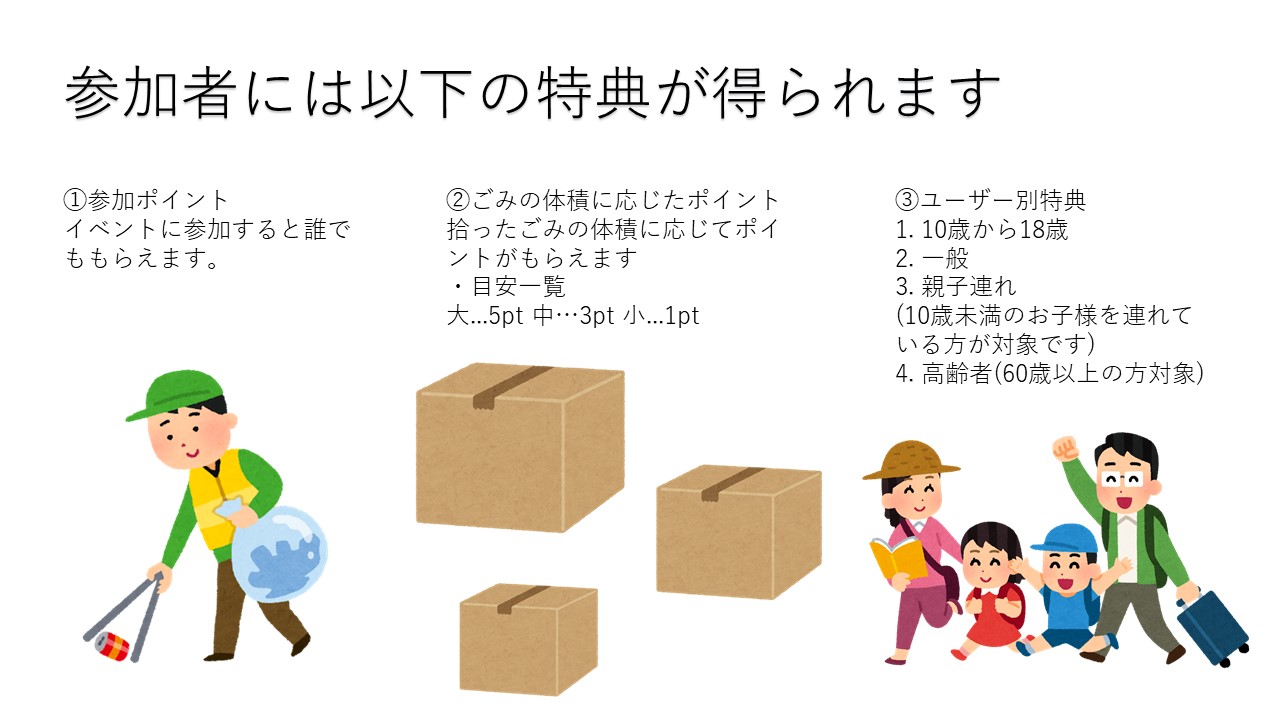 参加者には以下の特典が得られます
①参加ポイント
イベントに参加すると誰で
ももらえます。
②ごみの体積に応じたポイント
拾ったごみの体積に応じてポイ
ントがもらえます
・目安一覧
大...5pt 中…3pt 小...1pt
③ユーザー別特典
1. 10歳から18歳
2. 一般
3. 親子連れ
(10歳未満のお子様を連れて
いる方が対象です)
4. 高齢者(60歳以上の方対象)